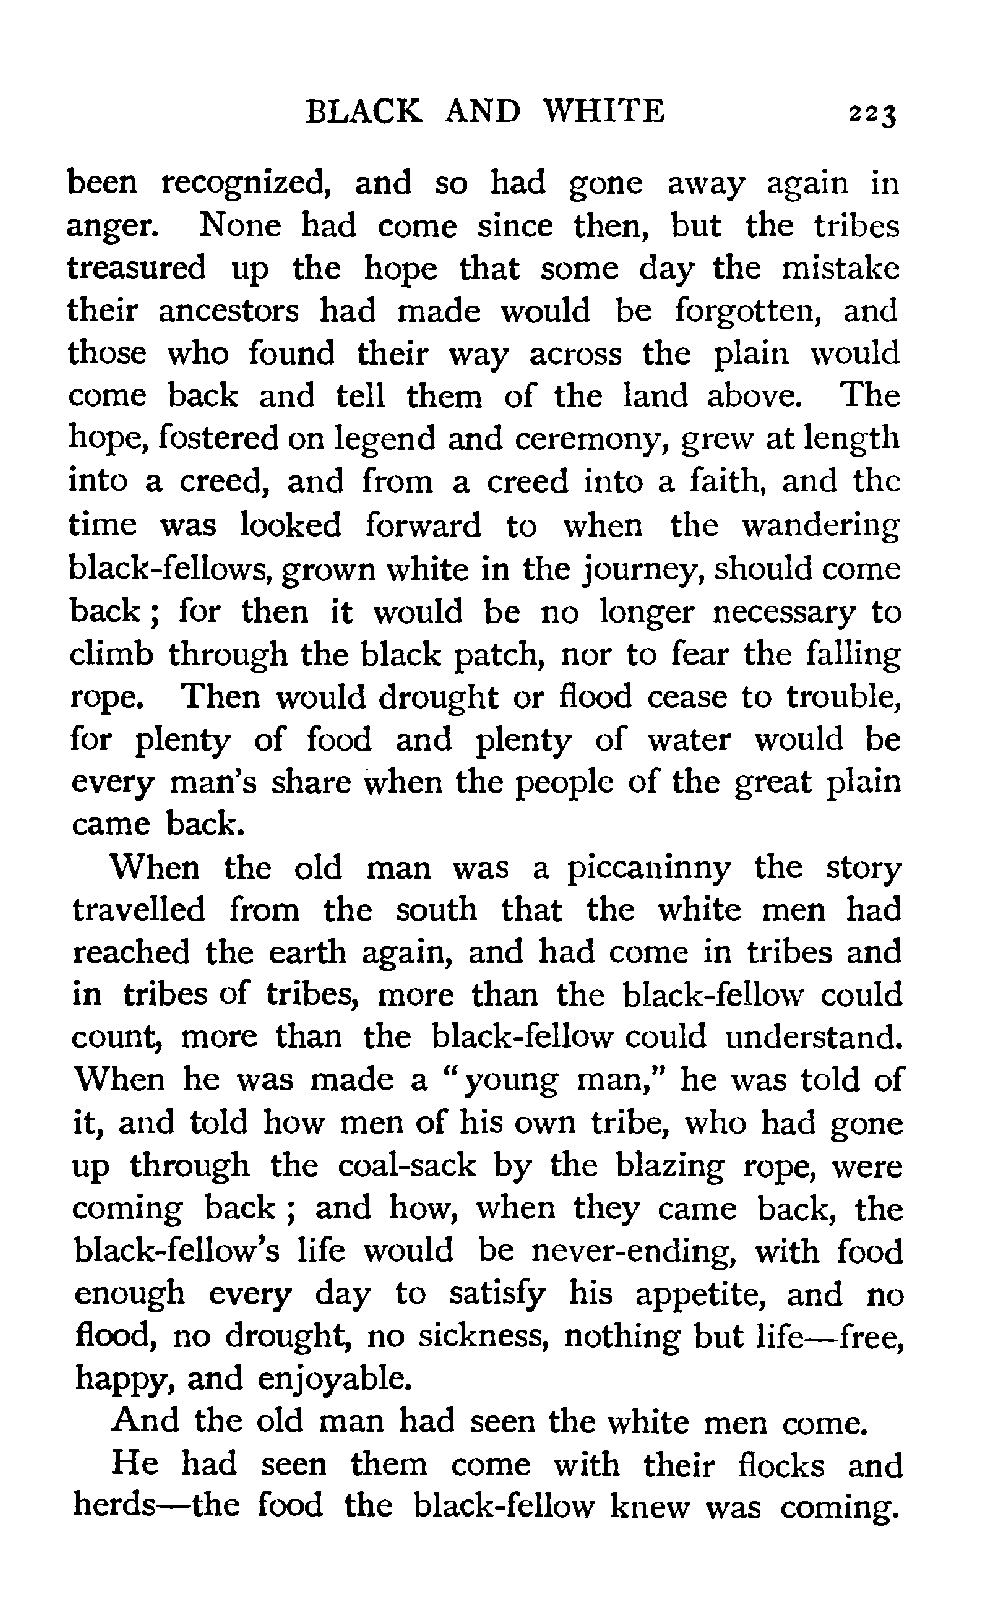 BLACK AND WHITE 223
been recognized, and so had gone away again in
anger. None had come since then, but the tribes
treasured up the hope that some day the mistake
their ancestors had made would be forgotten, and
those who found their way across the plain would
come back and tell them of the land above. The
hope, fostered on legend and ceremony, grew at length
into a creed, and from a creed into a faith, and the
time was looked forward to when the wandering
black-fellows, grown white in the journey, should come
back ; for then it would be no longer necessary to
climb through the black patch, nor to fear the falling
rope. Then would drought or flood cease to trouble,
for plenty of food and plenty of water would be
every man's share when the people of the great plain
came back.
When the old man was a piccaninny the story
travelled from the south that the white men had
reached the earth again, and had come in tribes and
in tribes of tribes, more than the black-fellow could
count, more than the black-fellow could understand.
When he was made a "young man," he was told of
it, and told how men of his own tribe, who had gone
up through the coal-sack by the blazing rope, were
coming back ; and how, when they came back, the
black-fellow's life would be never-ending, with food
enough every day to satisfy his appetite, and no
flood, no drought, no sickness, nothing but life—free,
happy, and enjoyable.
And the old man had seen the white men come.
He had seen them come with their flocks and
herds—the food the black-fellow knew was coming.